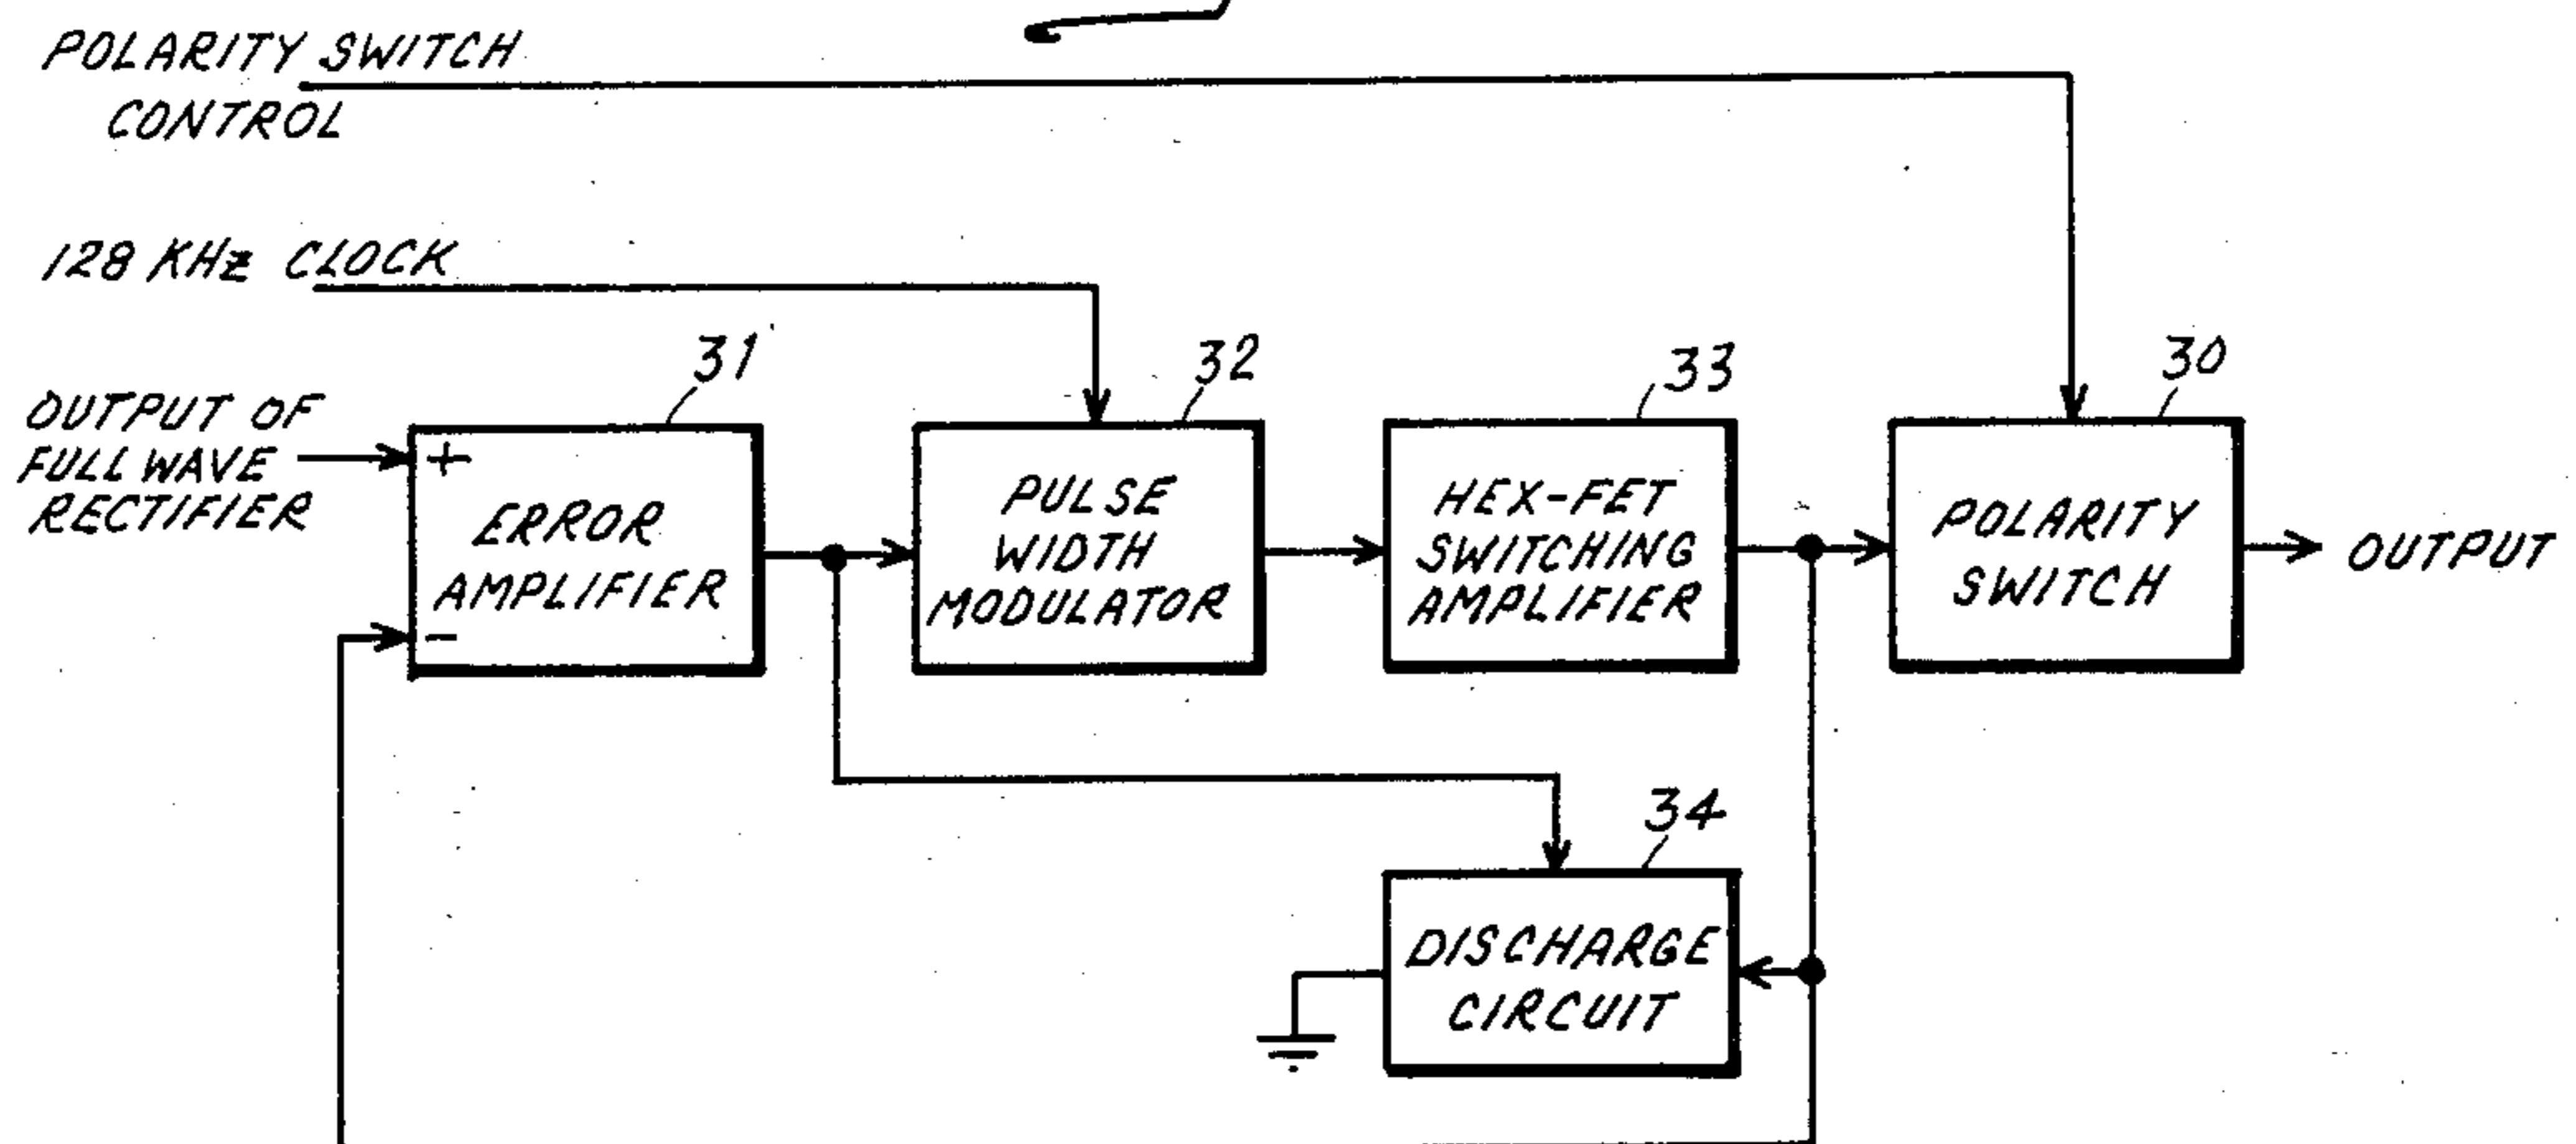 POLARITY SWITCH
CONTROL
128 KHz CLOCK
31
32
33
30
OUTPUT OF
FULL WAVE
RECTIFIER
+
ERROR
AMPLIFIER
-
PULSE
WIDTH
MODULATOR
HEX-FET
SWITCHING
AMPLIFIER
POLARITY
SWITCH
OUTPUT
34
DISCHARGE
CIRCUIT